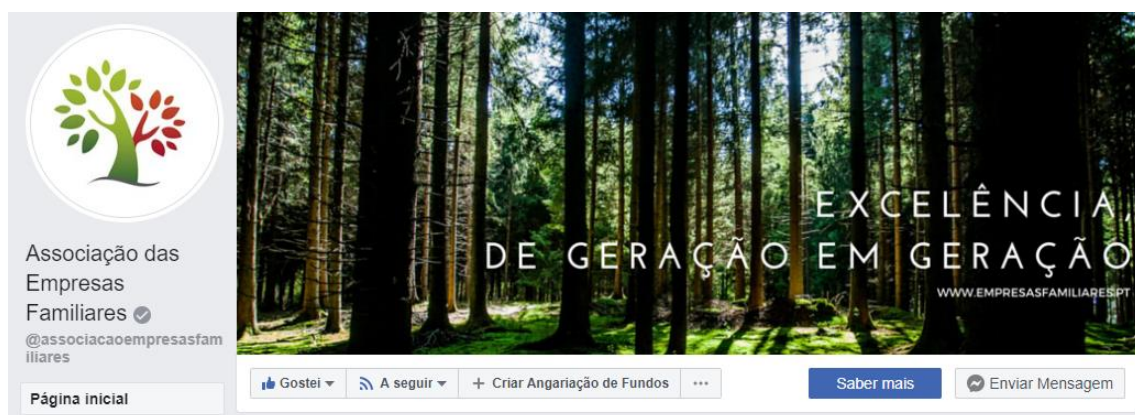 EXCELÊNCIA,
DE GERAÇÃO EM GERAÇÃO
WWW.EMPRESASFAMILIARES.PT
Associação das
Empresas
Familiares
@associacaoempresasfam
iliares
Página inicial
Gostei A seguir + Criar Angariação de Fundos ... Saber mais Enviar Mensagem